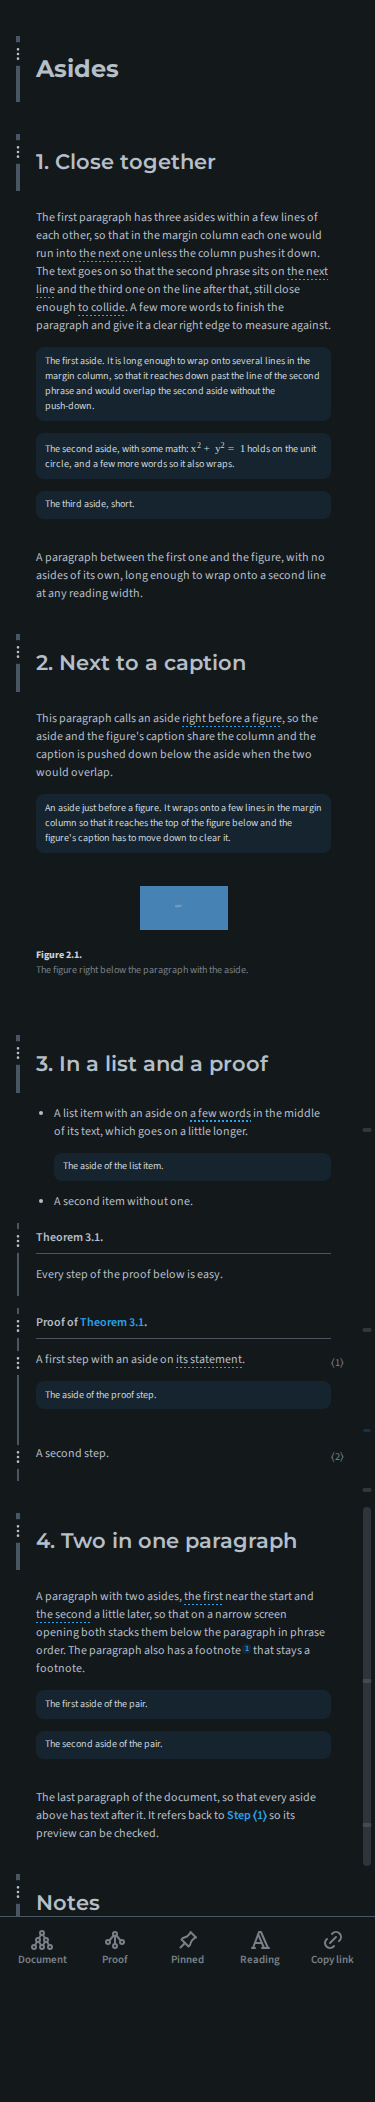 Asides
1. Close together
The first paragraph has three asides within a few lines of
each other, so that in the margin column each one would
run into the next one unless the column pushes it down.
The text goes on so that the second phrase sits on the next
line and the third one on the line after that, still close
enough to collide. A few more words to finish the
paragraph and give it a clear right edge to measure against.
The first aside. It is long enough to wrap onto several lines in the
margin column, so that it reaches down past the line of the second
phrase and would overlap the second aside without the
push-down.
The second aside, with some math: x² + y² = 1 holds on the unit
circle, and a few more words so it also wraps.
The third aside, short.
A paragraph between the first one and the figure, with no
asides of its own, long enough to wrap onto a second line
at any reading width.
2. Next to a caption
This paragraph calls an aside right before a figure, so the
aside and the figure's caption share the column and the
caption is pushed down below the aside when the two
would overlap.
An aside just before a figure. It wraps onto a few lines in the margin
column so that it reaches the top of the figure below and the
figure's caption has to move down to clear it.
Figure 2.1.
The figure right below the paragraph with the aside.
3. In a list and a proof
• A list item with an aside on a few words in the middle
of its text, which goes on a little longer.
The aside of the list item.
• A second item without one.
Theorem 3.1.
Every step of the proof below is easy.
Proof of Theorem 3.1.
A first step with an aside on its statement. (1)
The aside of the proof step.
A second step. (2)
4. Two in one paragraph
A paragraph with two asides, the first near the start and
the second a little later, so that on a narrow screen
opening both stacks them below the paragraph in phrase
order. The paragraph also has a footnote 1 that stays a
footnote.
The first aside of the pair.
The second aside of the pair.
The last paragraph of the document, so that every aside
above has text after it. It refers back to Step (1) so its
preview can be checked.
Notes
Document Proof Pinned Reading Copy link